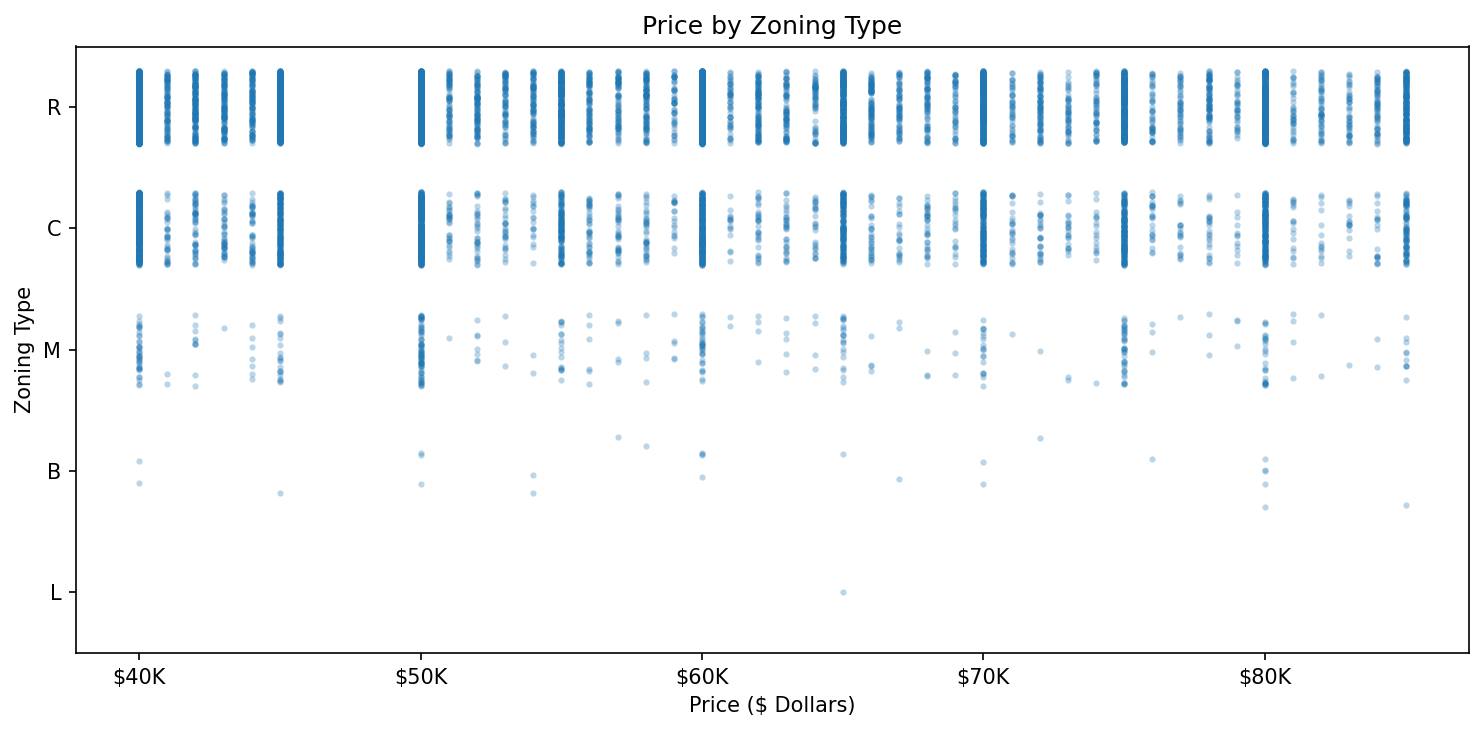 Price by Zoning Type
Zoning Type
R
C
M
B
L
$40K $50K $60K $70K $80K
Price ($ Dollars)